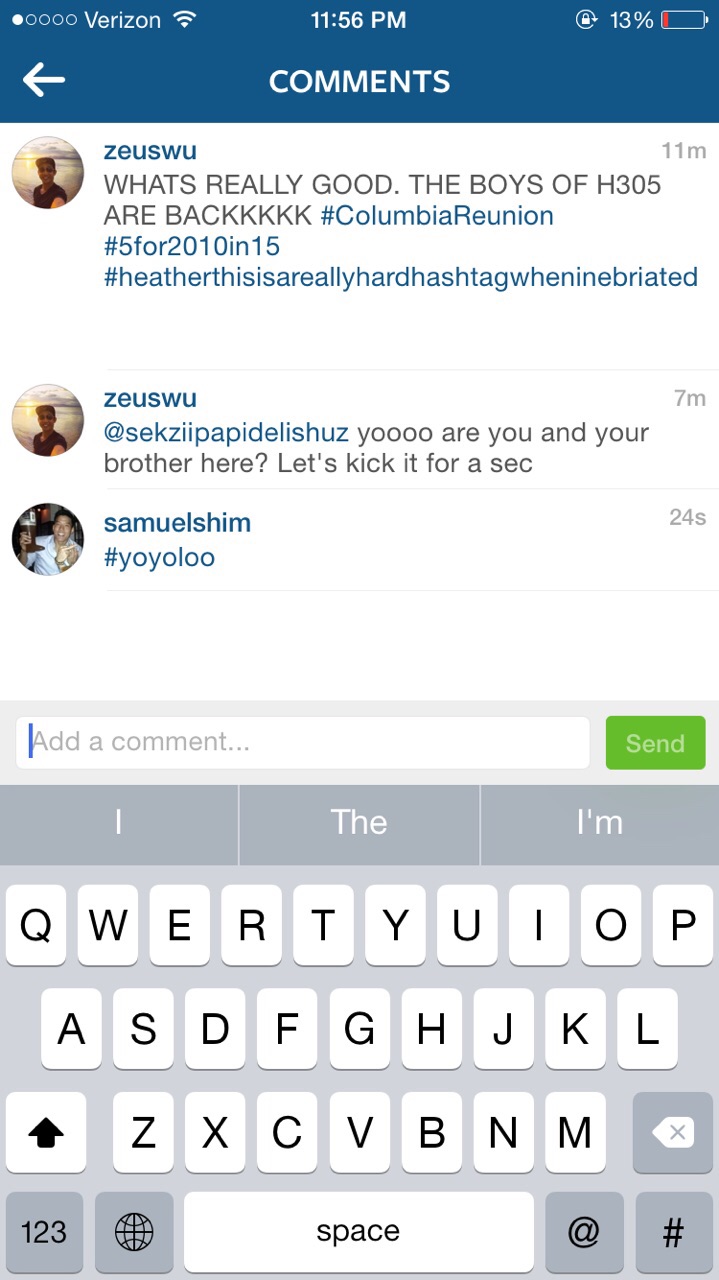 Verizon 11:56 PM 13%
COMMENTS
zeuswu 11m
WHATS REALLY GOOD. THE BOYS OF H305
ARE BACKKKKK #ColumbiaReunion
#5for2010in15
#heatherthisisareallyhardhashtagwheninebriated
zeuswu 7m
@sekziipapidelishuz yoooo are you and your
brother here? Let's kick it for a sec
samuelshim 24s
#yoyoloo
Add a comment... Send
I The I'm
Q W E R T Y U I O P
A S D F G H J K L
Z X C V B N M
123 space @ #